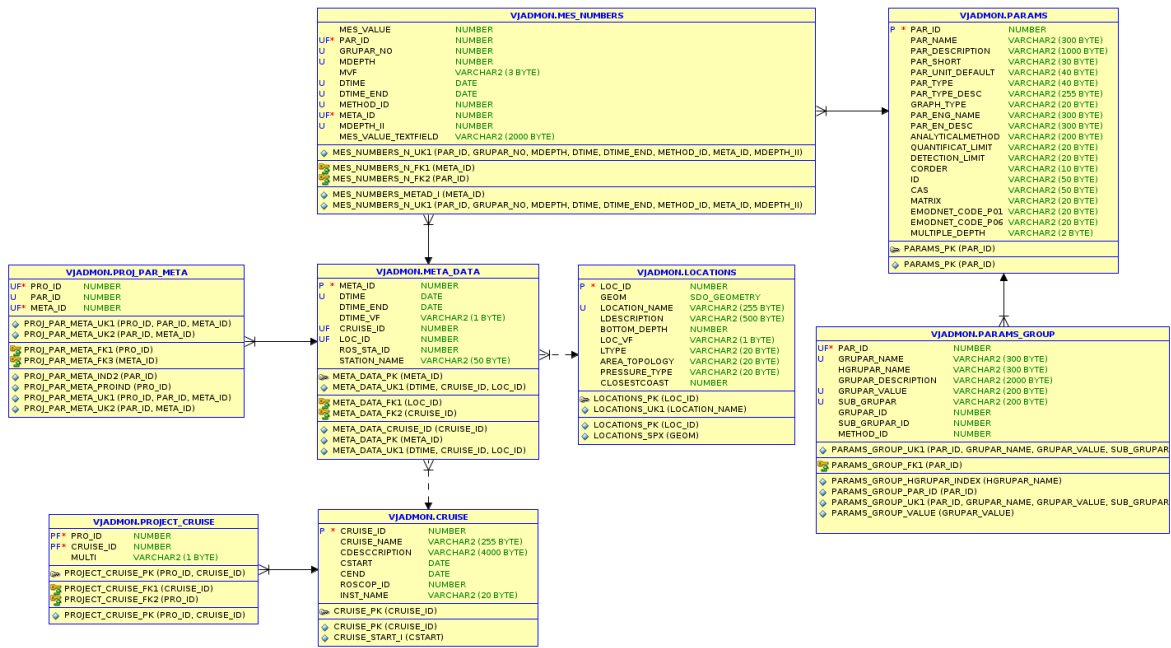 VJADMON.MES_NUMBERS
MES_VALUE NUMBER
UF* PAR_ID NUMBER
U GRUPAR_NO NUMBER
U MDEPTH NUMBER
MVF VARCHAR2 (3 BYTE)
U DTIME DATE
U DTIME_END DATE
U METHOD_ID NUMBER
UF* META_ID NUMBER
U MDEPTH_II NUMBER
MES_VALUE_TEXTFIELD VARCHAR2 (2000 BYTE)
MES_NUMBERS_N_UK1 (PAR_ID, GRUPAR_NO, MDEPTH, DTIME, DTIME_END, METHOD_ID, META_ID, MDEPTH_II)
MES_NUMBERS_N_FK1 (META_ID)
MES_NUMBERS_N_FK2 (PAR_ID)
MES_NUMBERS_METAD_I (META_ID)
MES_NUMBERS_N_UK1 (PAR_ID, GRUPAR_NO, MDEPTH, DTIME, DTIME_END, METHOD_ID, META_ID, MDEPTH_II)
VJADMON.PARAMS
P * PAR_ID NUMBER
PAR_NAME VARCHAR2 (300 BYTE)
PAR_DESCRIPTION VARCHAR2 (1000 BYTE)
PAR_SHORT VARCHAR2 (30 BYTE)
PAR_UNIT_DEFAULT VARCHAR2 (40 BYTE)
PAR_TYPE VARCHAR2 (40 BYTE)
PAR_TYPE_DESC VARCHAR2 (255 BYTE)
GRAPH_TYPE VARCHAR2 (20 BYTE)
PAR_ENG_NAME VARCHAR2 (300 BYTE)
PAR_EN_DESC VARCHAR2 (300 BYTE)
ANALYTICALMETHOD VARCHAR2 (200 BYTE)
QUANTIFICAT_LIMIT VARCHAR2 (20 BYTE)
DETECTION_LIMIT VARCHAR2 (20 BYTE)
CORDER VARCHAR2 (10 BYTE)
ID VARCHAR2 (50 BYTE)
CAS VARCHAR2 (50 BYTE)
MATRIX VARCHAR2 (20 BYTE)
EMODNET_CODE_P01 VARCHAR2 (20 BYTE)
EMODNET_CODE_P06 VARCHAR2 (20 BYTE)
MULTIPLE_DEPTH VARCHAR2 (2 BYTE)
PARAMS_PK (PAR_ID)
PARAMS_PK (PAR_ID)
VJADMON.PROJ_PAR_META
UF* PRO_ID NUMBER
U PAR_ID NUMBER
UF* META_ID NUMBER
PROJ_PAR_META_UK1 (PRO_ID, PAR_ID, META_ID)
PROJ_PAR_META_UK2 (PAR_ID, META_ID)
PROJ_PAR_META_FK1 (PRO_ID)
PROJ_PAR_META_FK3 (META_ID)
PROJ_PAR_META_IND2 (PAR_ID)
PROJ_PAR_META_PROIND (PRO_ID)
PROJ_PAR_META_UK1 (PRO_ID, PAR_ID, META_ID)
PROJ_PAR_META_UK2 (PAR_ID, META_ID)
VJADMON.META_DATA
P * META_ID NUMBER
U DTIME DATE
DTIME_END DATE
DTIME_VF VARCHAR2 (1 BYTE)
UF CRUISE_ID NUMBER
UF LOC_ID NUMBER
ROS_STA_ID NUMBER
STATION_NAME VARCHAR2 (50 BYTE)
META_DATA_PK (META_ID)
META_DATA_UK1 (DTIME, CRUISE_ID, LOC_ID)
META_DATA_FK1 (LOC_ID)
META_DATA_FK2 (CRUISE_ID)
META_DATA_CRUISE_ID (CRUISE_ID)
META_DATA_PK (META_ID)
META_DATA_UK1 (DTIME, CRUISE_ID, LOC_ID)
VJADMON.LOCATIONS
P * LOC_ID NUMBER
GEOM SDO_GEOMETRY
U LOCATION_NAME VARCHAR2 (255 BYTE)
LDESCRIPTION VARCHAR2 (500 BYTE)
BOTTOM_DEPTH NUMBER
LOC_VF VARCHAR2 (1 BYTE)
LTYPE VARCHAR2 (20 BYTE)
AREA_TOPOLOGY VARCHAR2 (20 BYTE)
PRESSURE_TYPE VARCHAR2 (20 BYTE)
CLOSESTCOAST NUMBER
LOCATIONS_PK (LOC_ID)
LOCATIONS_UK1 (LOCATION_NAME)
LOCATIONS_PK (LOC_ID)
LOCATIONS_SPX (GEOM)
VJADMON.PARAMS_GROUP
UF* PAR_ID NUMBER
U GRUPAR_NAME VARCHAR2 (300 BYTE)
HGRUPAR_NAME VARCHAR2 (300 BYTE)
GRUPAR_DESCRIPTION VARCHAR2 (2000 BYTE)
U GRUPAR_VALUE VARCHAR2 (200 BYTE)
U SUB_GRUPAR VARCHAR2 (200 BYTE)
GRUPAR_ID NUMBER
SUB_GRUPAR_ID NUMBER
METHOD_ID NUMBER
PARAMS_GROUP_UK1 (PAR_ID, GRUPAR_NAME, GRUPAR_VALUE, SUB_GRUPAR
PARAMS_GROUP_FK1 (PAR_ID)
PARAMS_GROUP_HGRUPAR_INDEX (HGRUPAR_NAME)
PARAMS_GROUP_PAR_ID (PAR_ID)
PARAMS_GROUP_UK1 (PAR_ID, GRUPAR_NAME, GRUPAR_VALUE, SUB_GRUPAR
PARAMS_GROUP_VALUE (GRUPAR_VALUE)
VJADMON.PROJECT_CRUISE
PF* PRO_ID NUMBER
PF* CRUISE_ID NUMBER
MULTI VARCHAR2 (1 BYTE)
PROJECT_CRUISE_PK (PRO_ID, CRUISE_ID)
PROJECT_CRUISE_FK1 (CRUISE_ID)
PROJECT_CRUISE_FK2 (PRO_ID)
PROJECT_CRUISE_PK (PRO_ID, CRUISE_ID)
VJADMON.CRUISE
P * CRUISE_ID NUMBER
CRUISE_NAME VARCHAR2 (255 BYTE)
CDESCCRIPTION VARCHAR2 (4000 BYTE)
CSTART DATE
CEND DATE
ROSCOP_ID NUMBER
INST_NAME VARCHAR2 (20 BYTE)
CRUISE_PK (CRUISE_ID)
CRUISE_PK (CRUISE_ID)
CRUISE_START_I (CSTART)